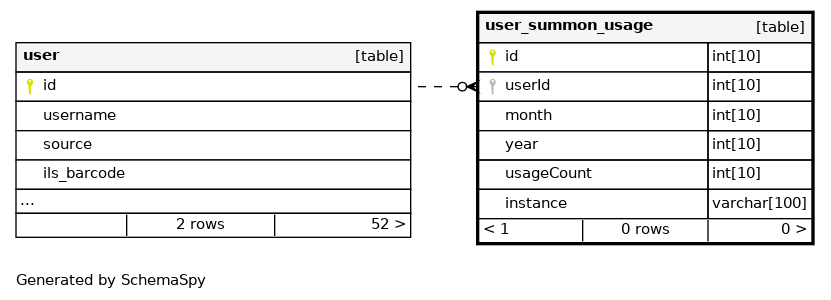 user [table]
id
username
source
ils_barcode
...
2 rows 52 >
user_summon_usage [table]
id int[10]
userId int[10]
month int[10]
year int[10]
usageCount int[10]
instance varchar[100]
< 1 0 rows 0 >
Generated by SchemaSpy